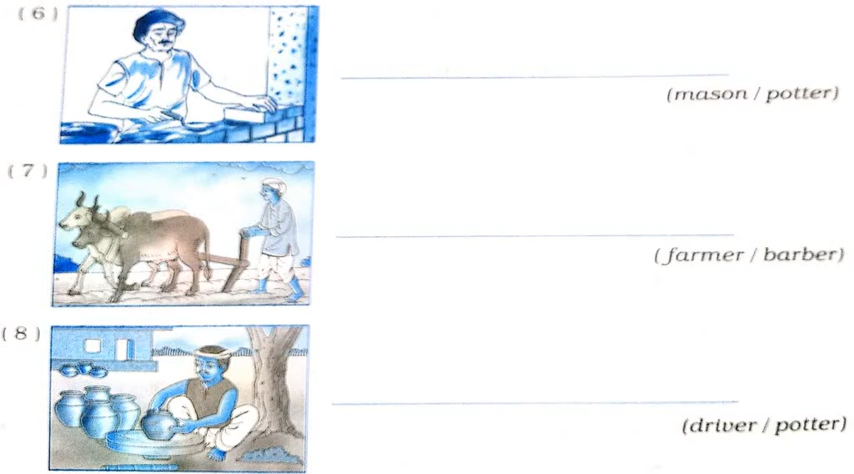 (6)
(mason / potter)
(7)
(farmer / barber)
(8)
(driver / potter)